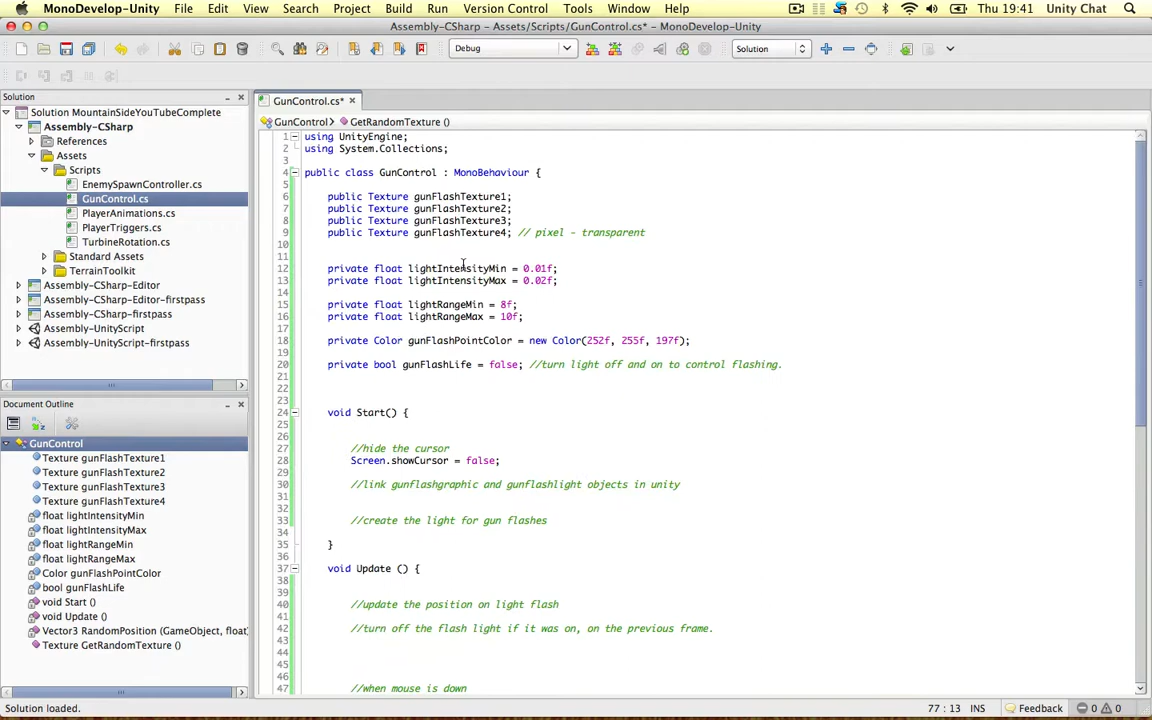 MonoDevelop-Unity File Edit View Search Project Build Run Version Control Tools Window Help Thu 19:41 Unity Chat
Assembly-CSharp - Assets/Scripts/GunControl.cs* - MonoDevelop-Unity
Debug Solution
Solution
Solution MountainSideYouTubeComplete
Assembly-CSharp
References
Assets
Scripts
EnemySpawnController.cs
GunControl.cs
PlayerAnimations.cs
PlayerTriggers.cs
TurbineRotation.cs
Standard Assets
TerrainToolkit
Assembly-CSharp-Editor
Assembly-CSharp-Editor-firstpass
Assembly-CSharp-firstpass
Assembly-UnityScript
Assembly-UnityScript-firstpass
Document Outline
GunControl
Texture gunFlashTexture1
Texture gunFlashTexture2
Texture gunFlashTexture3
Texture gunFlashTexture4
float lightIntensityMin
float lightIntensityMax
float lightRangeMin
float lightRangeMax
Color gunFlashPointColor
bool gunFlashLife
void Start ()
void Update ()
Vector3 RandomPosition (GameObject, float)
Texture GetRandomTexture ()
GunControl.cs*
GunControl GetRandomTexture ()
1 using UnityEngine;
2 using System.Collections;
3
4 public class GunControl : MonoBehaviour {
5
6 public Texture gunFlashTexture1;
7 public Texture gunFlashTexture2;
8 public Texture gunFlashTexture3;
9 public Texture gunFlashTexture4; // pixel - transparent
10
11
12 private float lightIntensityMin = 0.01f;
13 private float lightIntensityMax = 0.02f;
14
15 private float lightRangeMin = 8f;
16 private float lightRangeMax = 10f;
17
18 private Color gunFlashPointColor = new Color(252f, 255f, 197f);
19
20 private bool gunFlashLife = false; //turn light off and on to control flashing.
21
22
23
24 void Start() {
25
26
27 //hide the cursor
28 Screen.showCursor = false;
29
30 //link gunflashgraphic and gunflashlight objects in unity
31
32
33 //create the light for gun flashes
34
35 }
36
37 void Update () {
38
39
40 //update the position on light flash
41
42 //turn off the flash light if it was on, on the previous frame.
43
44
45
46
47 //when mouse is down
Solution loaded. 77 : 13 INS Feedback 0 0